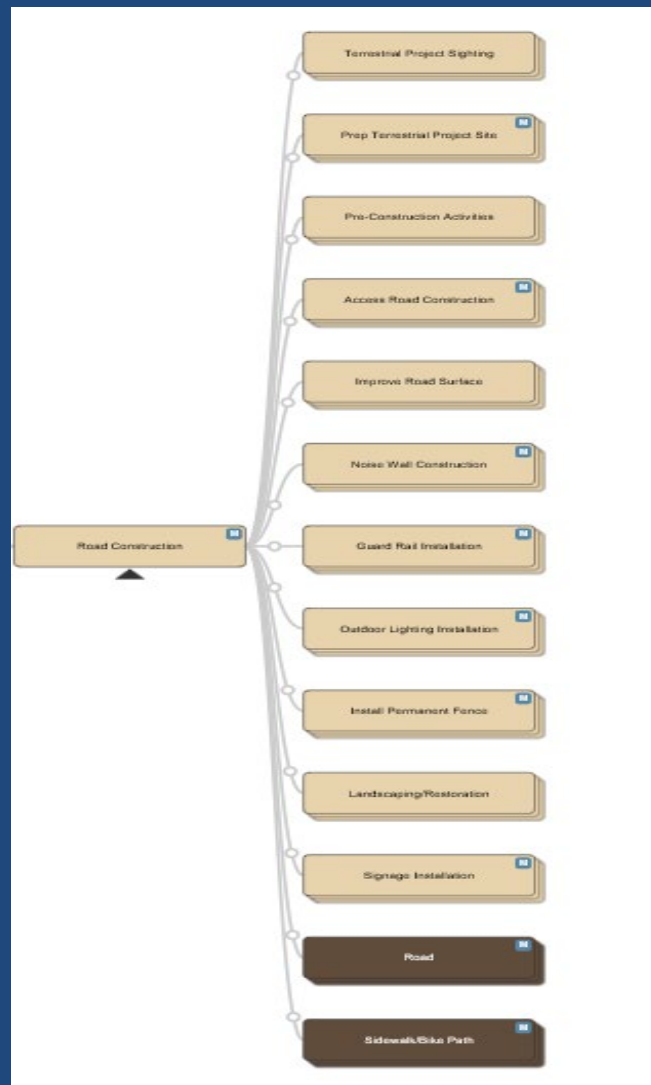 Terrestrial Project Sighting
Prep Terrestrial Project Site
Pre-Construction Activities
Access Road Construction
Improve Road Surface
Noise Wall Construction
Road Construction
Guard Rail Installation
Outdoor Lighting Installation
Install Permanent Fence
Landscaping/Restoration
Signage Installation
Road
Sidewalk/Bike Path